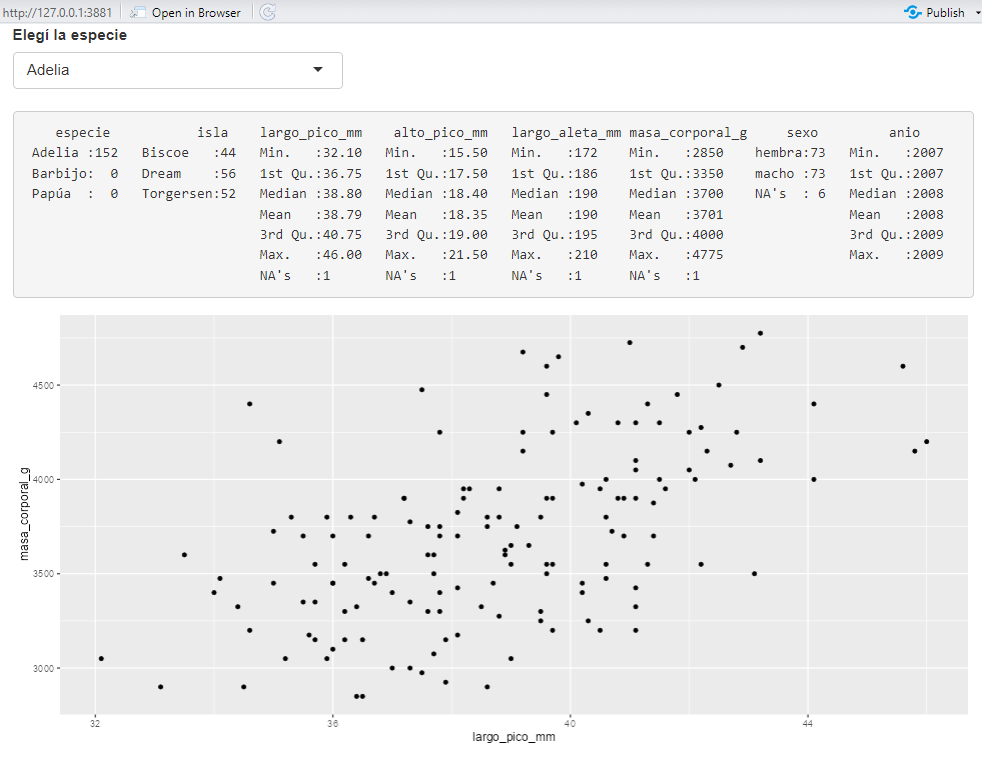 http://127.0.0.1:3881 Open in Browser Publish
Elegí la especie
Adelia
especie isla largo_pico_mm alto_pico_mm largo_aleta_mm masa_corporal_g sexo anio
Adelia :152 Biscoe :44 Min. :32.10 Min. :15.50 Min. :172 Min. :2850 hembra:73 Min. :2007
Barbijo: 0 Dream :56 1st Qu.:36.75 1st Qu.:17.50 1st Qu.:186 1st Qu.:3350 macho :73 1st Qu.:2007
Papúa : 0 Torgersen:52 Median :38.80 Median :18.40 Median :190 Median :3700 NA's : 6 Median :2008
Mean :38.79 Mean :18.35 Mean :190 Mean :3701 Mean :2008
3rd Qu.:40.75 3rd Qu.:19.00 3rd Qu.:195 3rd Qu.:4000 3rd Qu.:2009
Max. :46.00 Max. :21.50 Max. :210 Max. :4775 Max. :2009
NA's :1 NA's :1 NA's :1 NA's :1
4500
4000
3500
3000
masa_corporal_g
32 36 40 44
largo_pico_mm